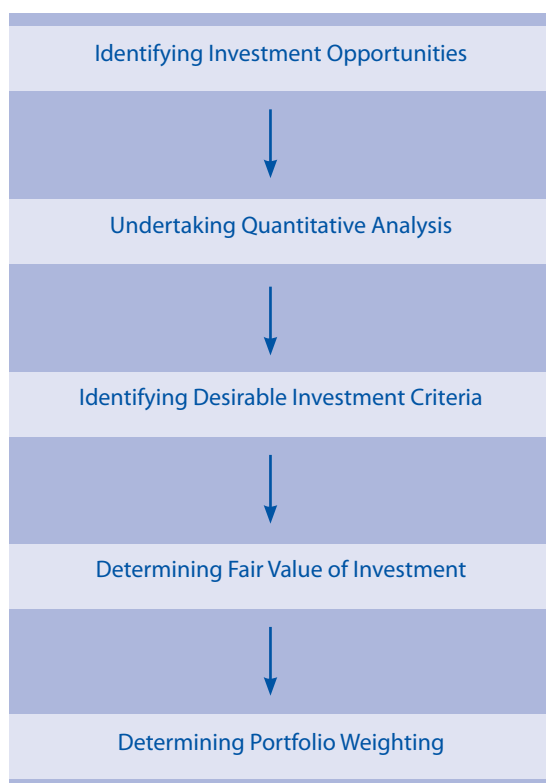 Identifying Investment Opportunities
Undertaking Quantitative Analysis
Identifying Desirable Investment Criteria
Determining Fair Value of Investment
Determining Portfolio Weighting